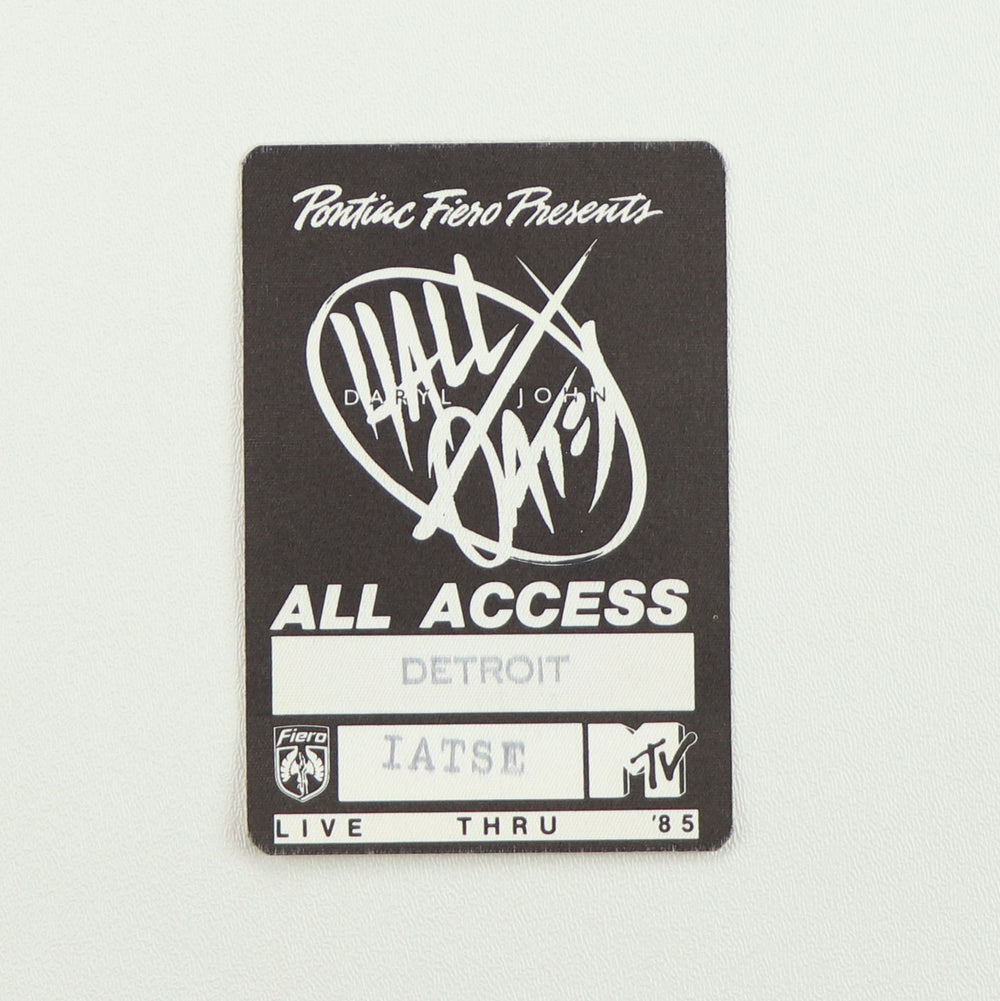 Pontiac Fiero Presents
HALL
DARYL JOHN
OATES
ALL ACCESS
DETROIT
Fiero
IATSE
MTV
LIVE THRU '85